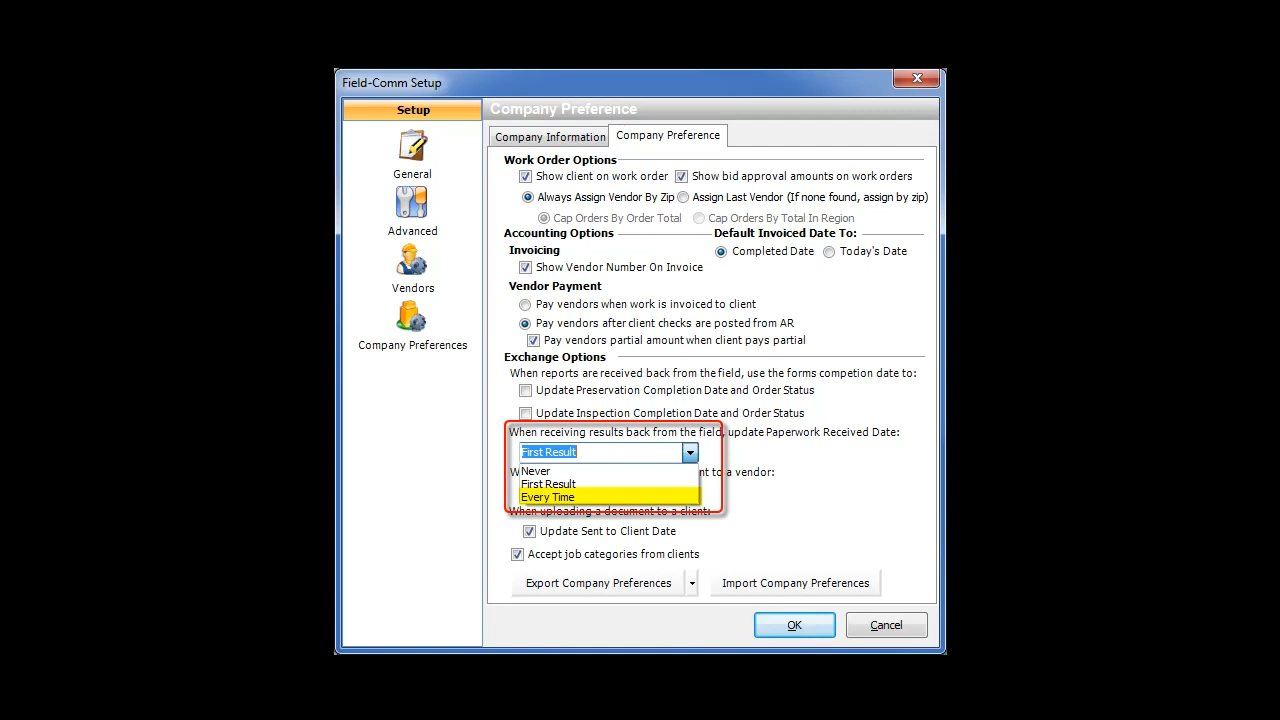 Field-Comm Setup
Setup
General
Advanced
Vendors
Company Preferences
Company Preference
Company Information Company Preference
Work Order Options
Show client on work order Show bid approval amounts on work orders
Always Assign Vendor By Zip Assign Last Vendor (If none found, assign by zip)
Cap Orders By Order Total Cap Orders By Total In Region
Accounting Options Default Invoiced Date To:
Invoicing Completed Date Today's Date
Show Vendor Number On Invoice
Vendor Payment
Pay vendors when work is invoiced to client
Pay vendors after client checks are posted from AR
Pay vendors partial amount when client pays partial
Exchange Options
When reports are received back from the field, use the forms competion date to:
Update Preservation Completion Date and Order Status
Update Inspection Completion Date and Order Status
When receiving results back from the field, update Paperwork Received Date:
First Result
Never
to a vendor:
First Result
Every Time
When uploading a document to a client:
Update Sent to Client Date
Accept job categories from clients
Export Company Preferences Import Company Preferences
OK Cancel